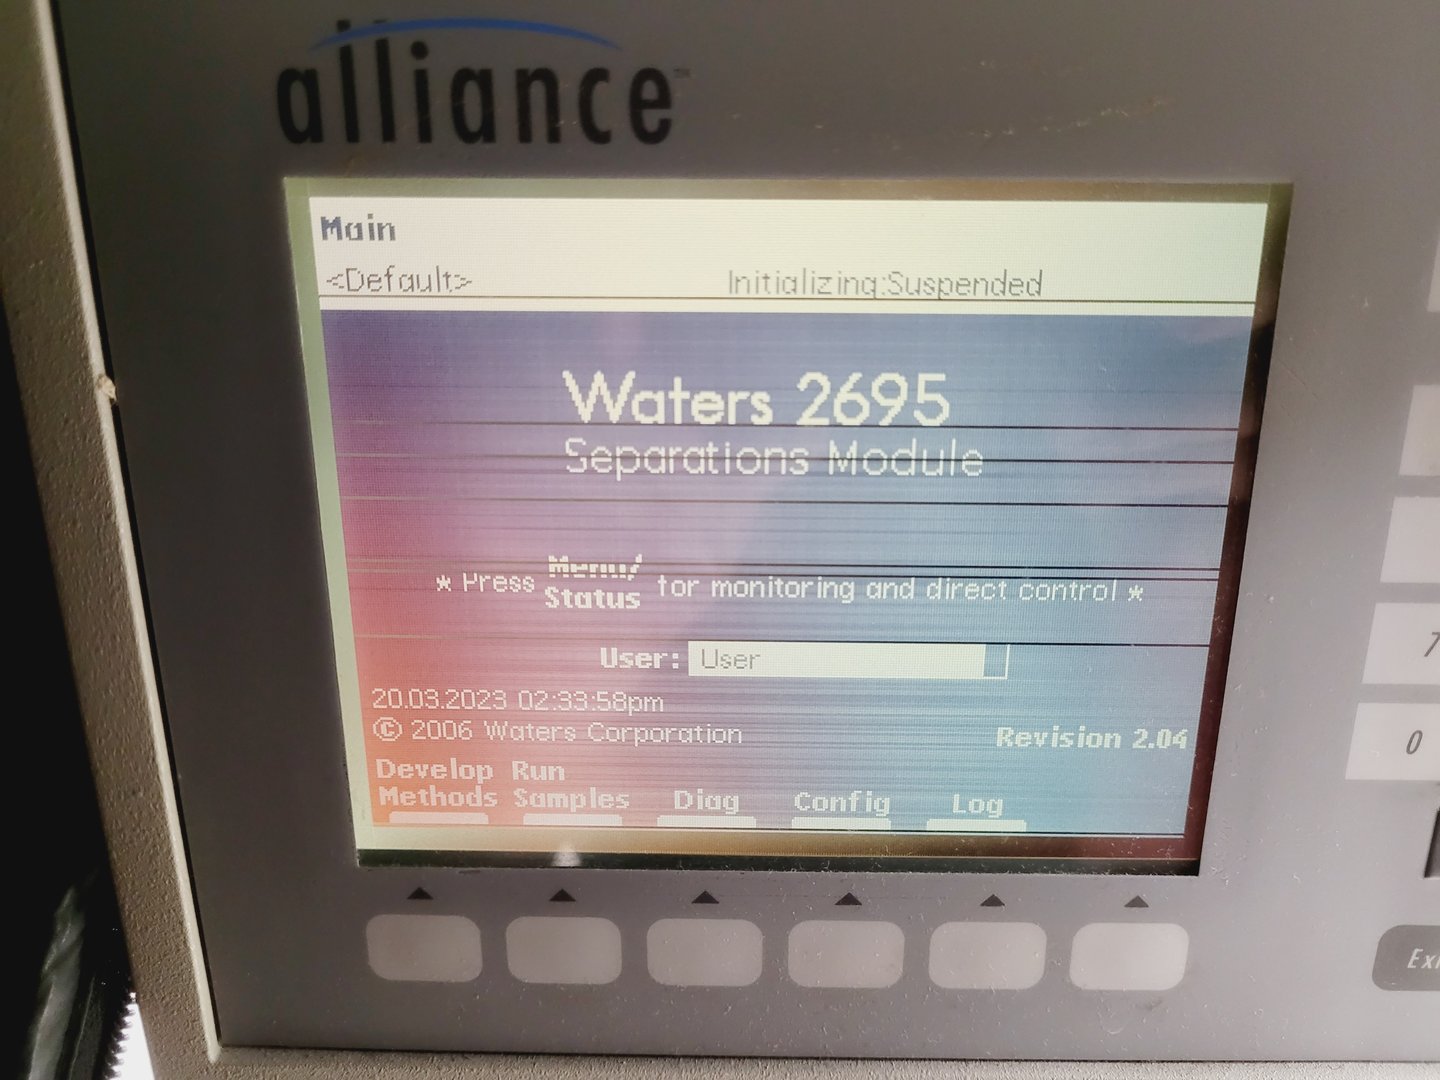 alliance™
Main
<Default> Initializing:Suspended
Waters 2695
Separations Module
* Press Menu/ Status for monitoring and direct control *
User: User
20.03.2023 02:33:58pm
© 2006 Waters Corporation
Revision 2.04
Develop Methods
Run Samples
Diag
Config
Log
7
0